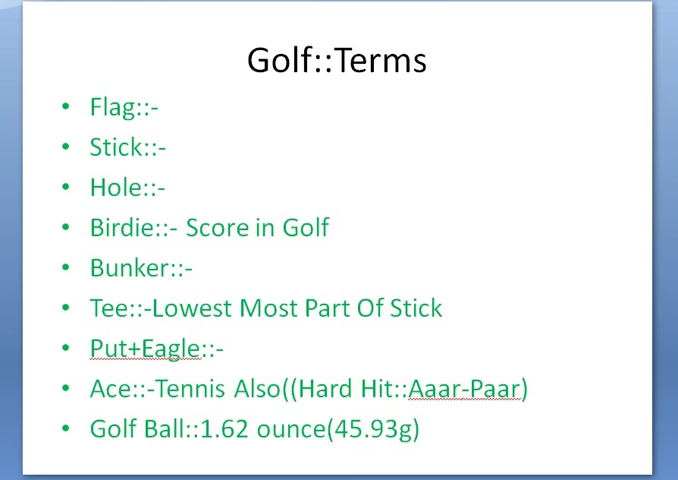 Golf::Terms
• Flag::-
• Stick::-
• Hole::-
• Birdie::- Score in Golf
• Bunker::-
• Tee::-Lowest Most Part Of Stick
• Put+Eagle::-
• Ace::-Tennis Also((Hard Hit::Aaar-Paar)
• Golf Ball::1.62 ounce(45.93g)